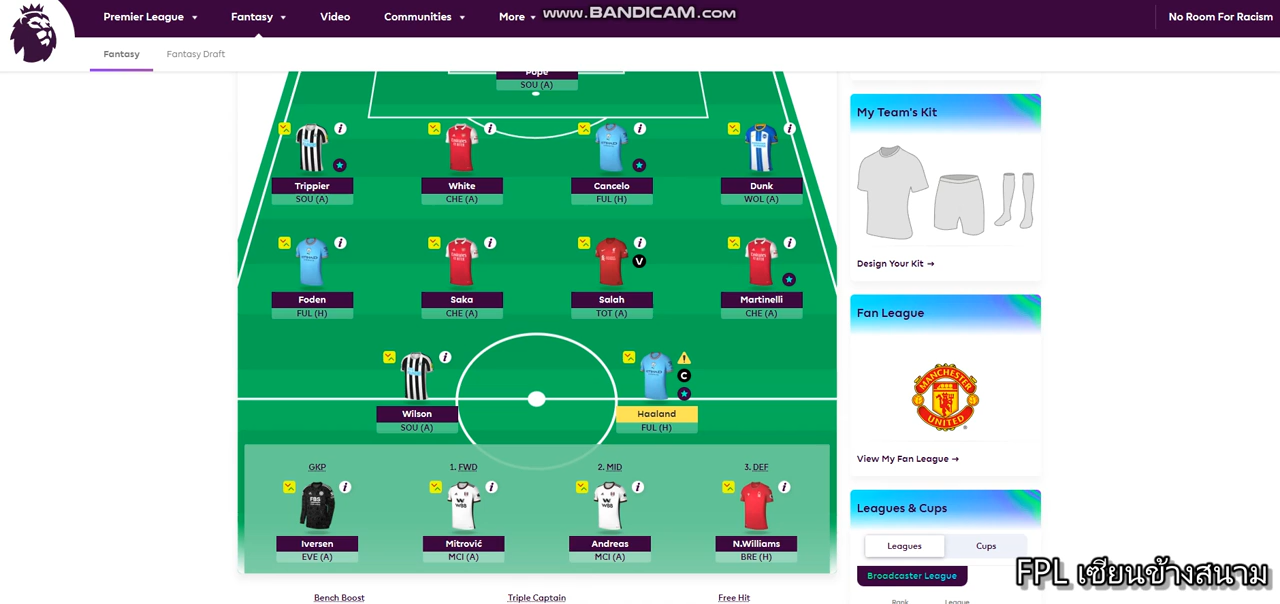 Premier League
Fantasy
Video
Communities
More
www.BANDICAM.com
No Room For Racism
Fantasy
Fantasy Draft
Pope
SOU (A)
Trippier
SOU (A)
White
CHE (A)
Cancelo
FUL (H)
Dunk
WOL (A)
Foden
FUL (H)
Saka
CHE (A)
V
Salah
TOT (A)
Martinelli
CHE (A)
Wilson
SOU (A)
C
Haaland
FUL (H)
GKP
1. FWD
2. MID
3. DEF
Iversen
EVE (A)
Mitrović
MCI (A)
Andreas
MCI (A)
N.Williams
BRE (H)
Bench Boost
Triple Captain
Free Hit
My Team's Kit
Design Your Kit →
Fan League
MANCHESTER
UNITED
View My Fan League →
Leagues & Cups
Leagues
Cups
Broadcaster League
Rank
League
FPL เซียนข้างสนาม